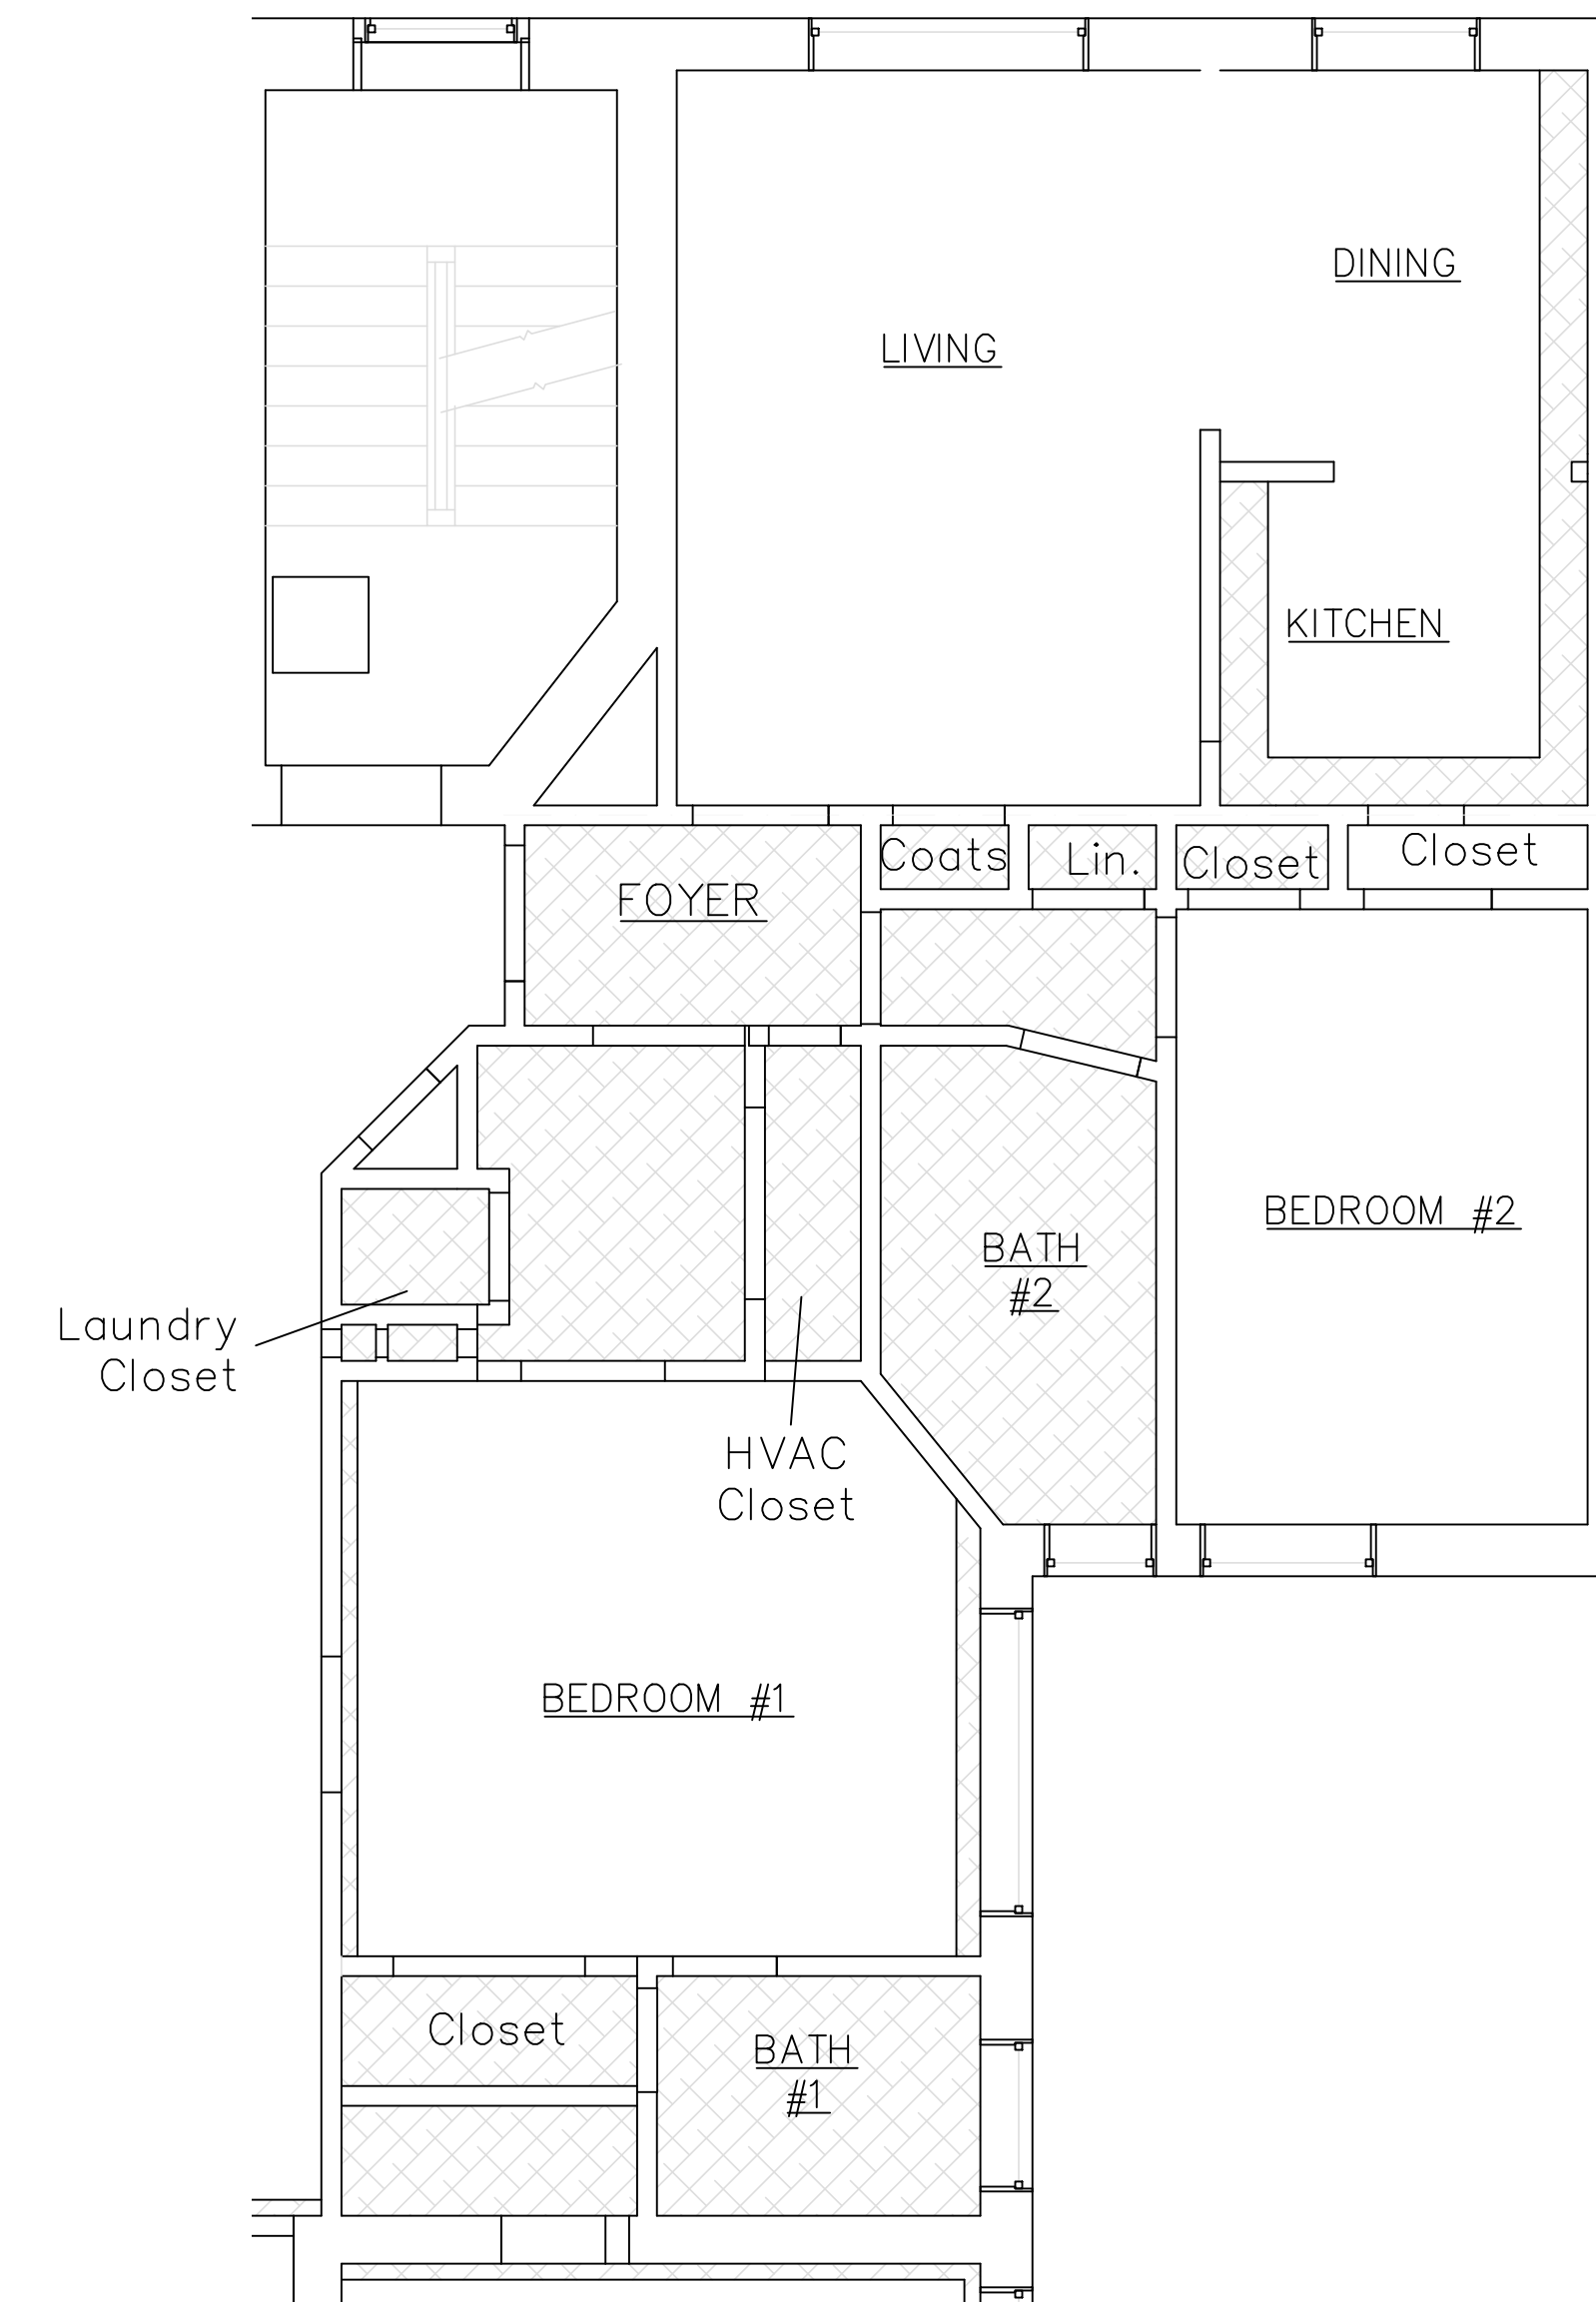 DINING
LIVING
KITCHEN
Coats
Lin.
Closet
Closet
FOYER
BEDROOM #2
BATH
#2
Laundry
Closet
HVAC
Closet
BEDROOM #1
Closet
BATH
#1